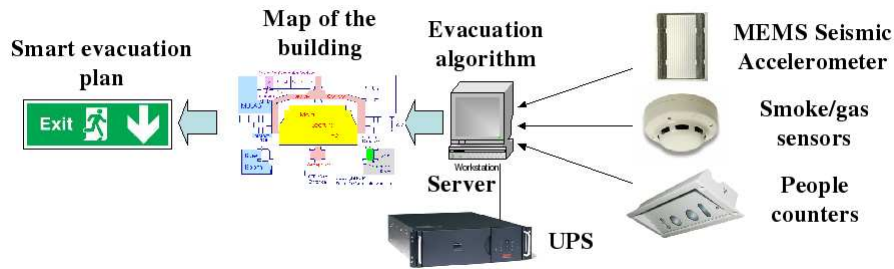 Smart evacuation
plan
Exit
Map of the
building
Evacuation
algorithm
Workstation
Server
UPS
MEMS Seismic
Accelerometer
Smoke/gas
sensors
People
counters